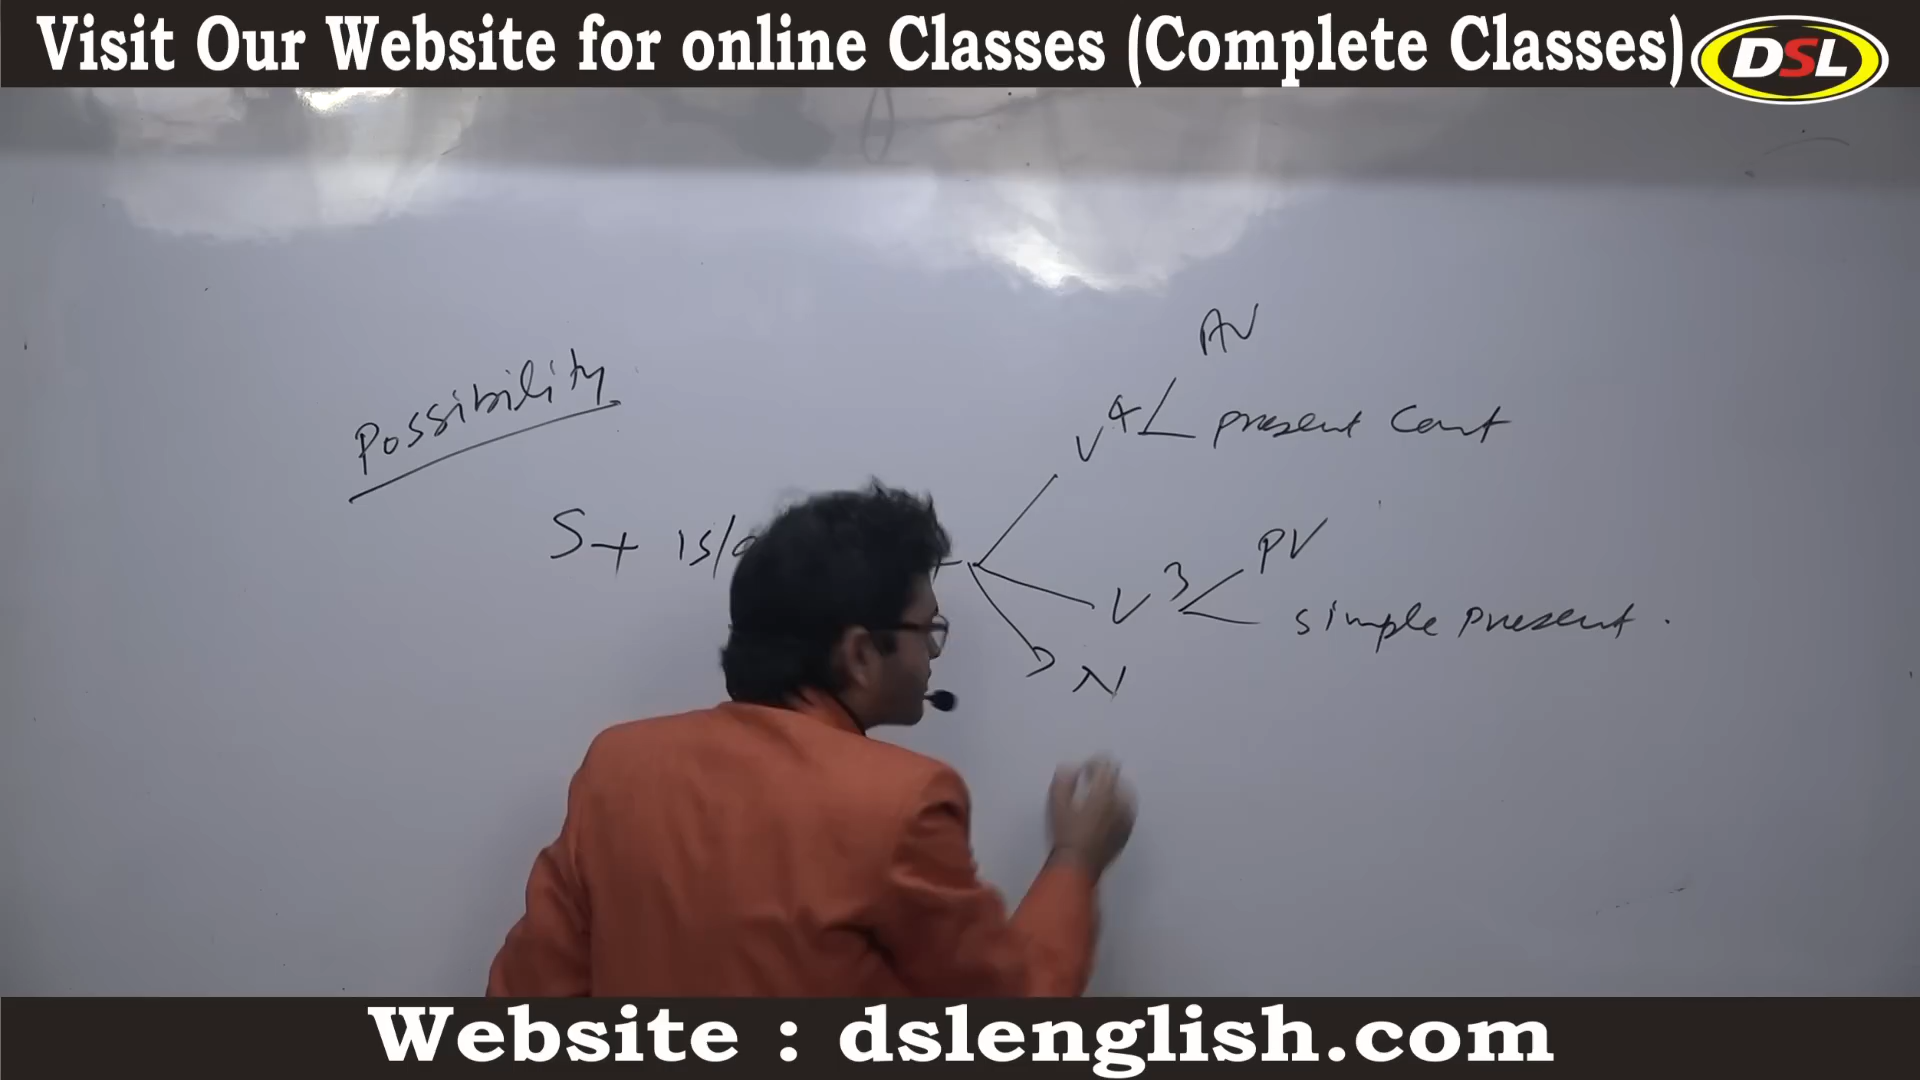 Visit Our Website for online Classes (Complete Classes)
DSL
Possibility
AV
V4 present Cont
S + is/
PV
V3 simple present.
N
Website : dslenglish.com